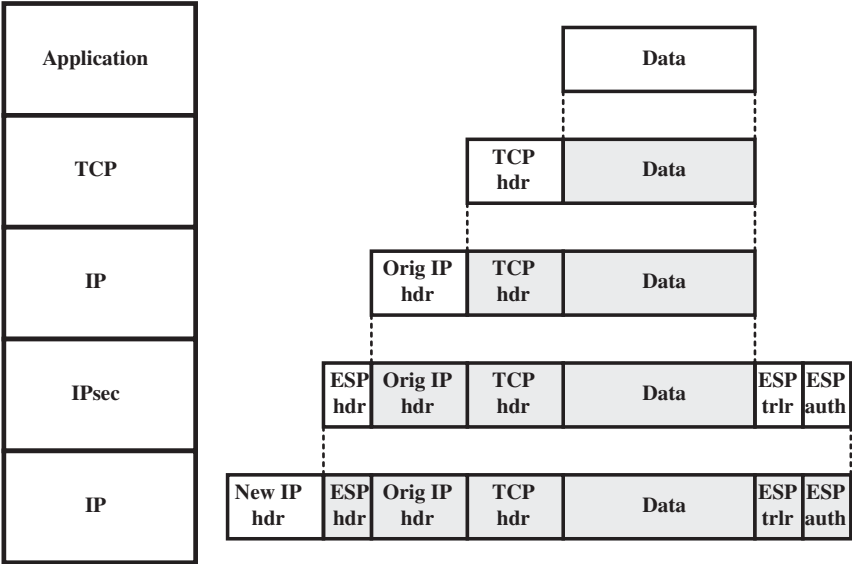 Application
Data
TCP
TCP
hdr
Data
IP
Orig IP
hdr
TCP
hdr
Data
IPsec
ESP
hdr
Orig IP
hdr
TCP
hdr
Data
ESP
trlr
ESP
auth
IP
New IP
hdr
ESP
hdr
Orig IP
hdr
TCP
hdr
Data
ESP
trlr
ESP
auth